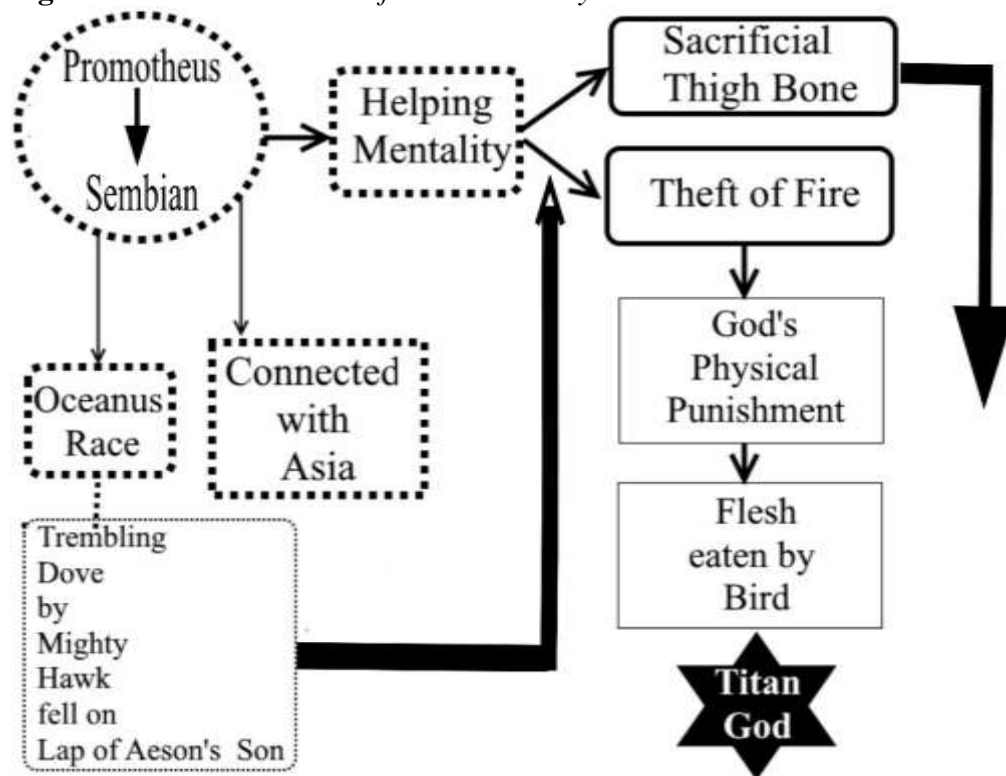 Promotheus
Sembian
Helping
Mentality
Sacrificial
Thigh Bone
Theft of Fire
God's
Physical
Punishment
Flesh
eaten by
Bird
Titan
God
Oceanus
Race
Connected
with
Asia
Trembling
Dove
by
Mighty
Hawk
fell on
Lap of Aeson's Son